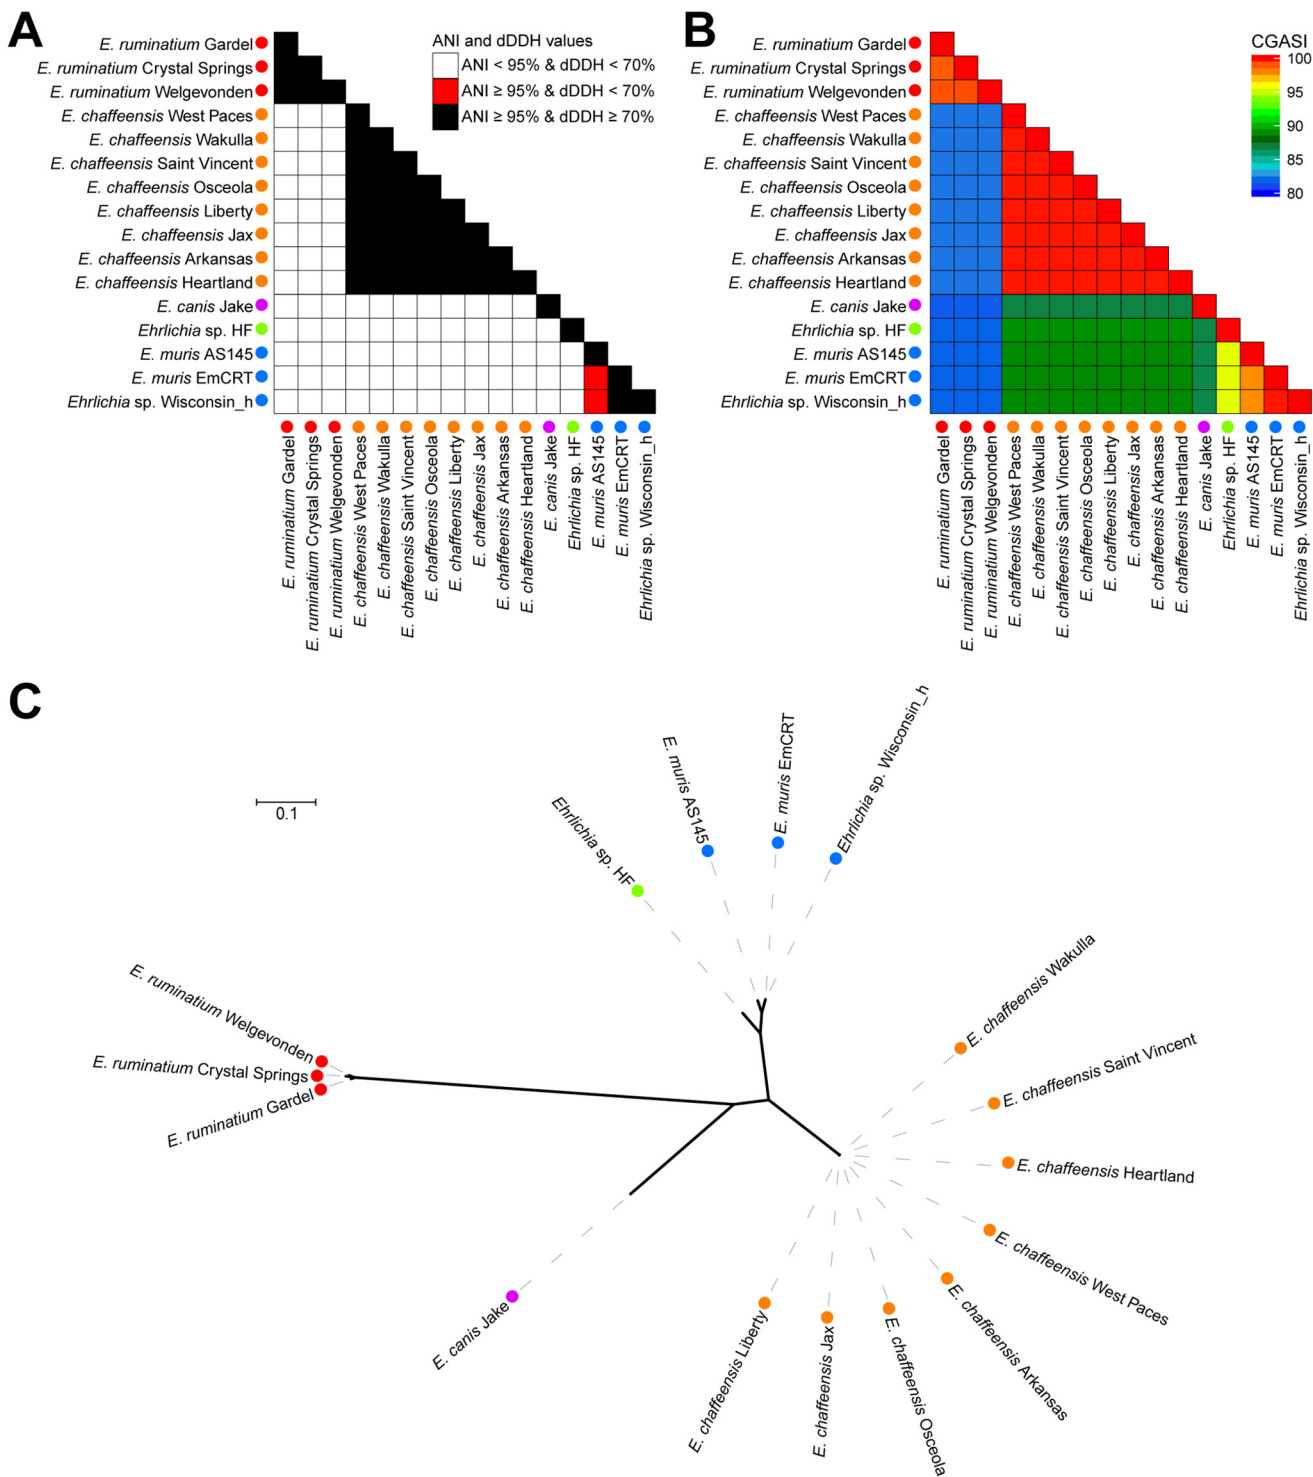 A
E. ruminatium Gardel
E. ruminatium Crystal Springs
E. ruminatium Welgevonden
E. chaffeensis West Paces
E. chaffeensis Wakulla
E. chaffeensis Saint Vincent
E. chaffeensis Osceola
E. chaffeensis Liberty
E. chaffeensis Jax
E. chaffeensis Arkansas
E. chaffeensis Heartland
E. canis Jake
Ehrlichia sp. HF
E. muris AS145
E. muris EmCRT
Ehrlichia sp. Wisconsin_h
ANI and dDDH values
ANI < 95% & dDDH < 70%
ANI ≥ 95% & dDDH < 70%
ANI ≥ 95% & dDDH ≥ 70%
E. ruminatium Gardel
E. ruminatium Crystal Springs
E. ruminatium Welgevonden
E. chaffeensis West Paces
E. chaffeensis Wakulla
E. chaffeensis Saint Vincent
E. chaffeensis Osceola
E. chaffeensis Liberty
E. chaffeensis Jax
E. chaffeensis Arkansas
E. chaffeensis Heartland
E. canis Jake
Ehrlichia sp. HF
E. muris AS145
E. muris EmCRT
Ehrlichia sp. Wisconsin_h
B
E. ruminatium Gardel
E. ruminatium Crystal Springs
E. ruminatium Welgevonden
E. chaffeensis West Paces
E. chaffeensis Wakulla
E. chaffeensis Saint Vincent
E. chaffeensis Osceola
E. chaffeensis Liberty
E. chaffeensis Jax
E. chaffeensis Arkansas
E. chaffeensis Heartland
E. canis Jake
Ehrlichia sp. HF
E. muris AS145
E. muris EmCRT
Ehrlichia sp. Wisconsin_h
CGASI
100
95
90
85
80
E. ruminatium Gardel
E. ruminatium Crystal Springs
E. ruminatium Welgevonden
E. chaffeensis West Paces
E. chaffeensis Wakulla
E. chaffeensis Saint Vincent
E. chaffeensis Osceola
E. chaffeensis Liberty
E. chaffeensis Jax
E. chaffeensis Arkansas
E. chaffeensis Heartland
E. canis Jake
Ehrlichia sp. HF
E. muris AS145
E. muris EmCRT
Ehrlichia sp. Wisconsin_h
C
0.1
Ehrlichia sp. HF
E. muris AS145
E. muris EmCRT
Ehrlichia sp. Wisconsin_h
E. chaffeensis Wakulla
E. chaffeensis Saint Vincent
E. chaffeensis Heartland
E. chaffeensis West Paces
E. chaffeensis Arkansas
E. chaffeensis Osceola
E. chaffeensis Jax
E. chaffeensis Liberty
E. canis Jake
E. ruminatium Welgevonden
E. ruminatium Crystal Springs
E. ruminatium Gardel